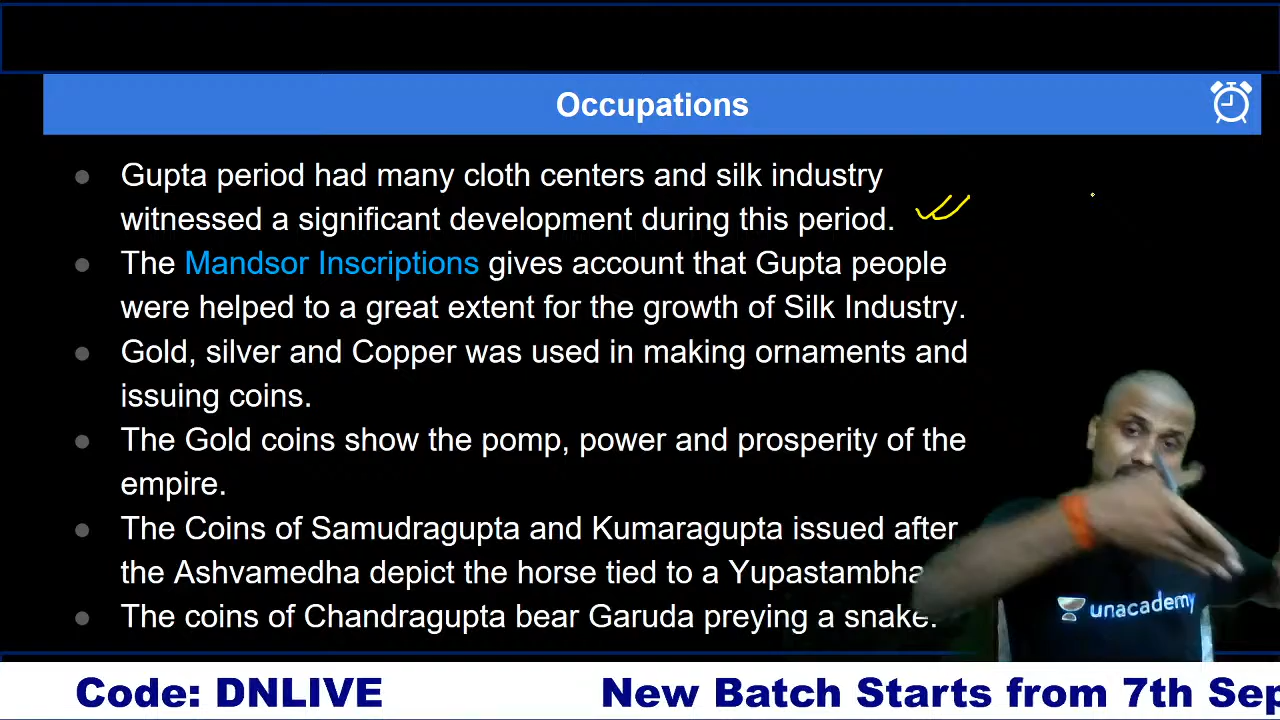 Occupations
Gupta period had many cloth centers and silk industry
witnessed a significant development during this period.
The Mandsor Inscriptions gives account that Gupta people
were helped to a great extent for the growth of Silk Industry.
Gold, silver and Copper was used in making ornaments and
issuing coins.
The Gold coins show the pomp, power and prosperity of the
empire.
The Coins of Samudragupta and Kumaragupta issued after
the Ashvamedha depict the horse tied to a Yupastambha
The coins of Chandragupta bear Garuda preying a snake.
unacademy
Code: DNLIVE New Batch Starts from 7th Sep